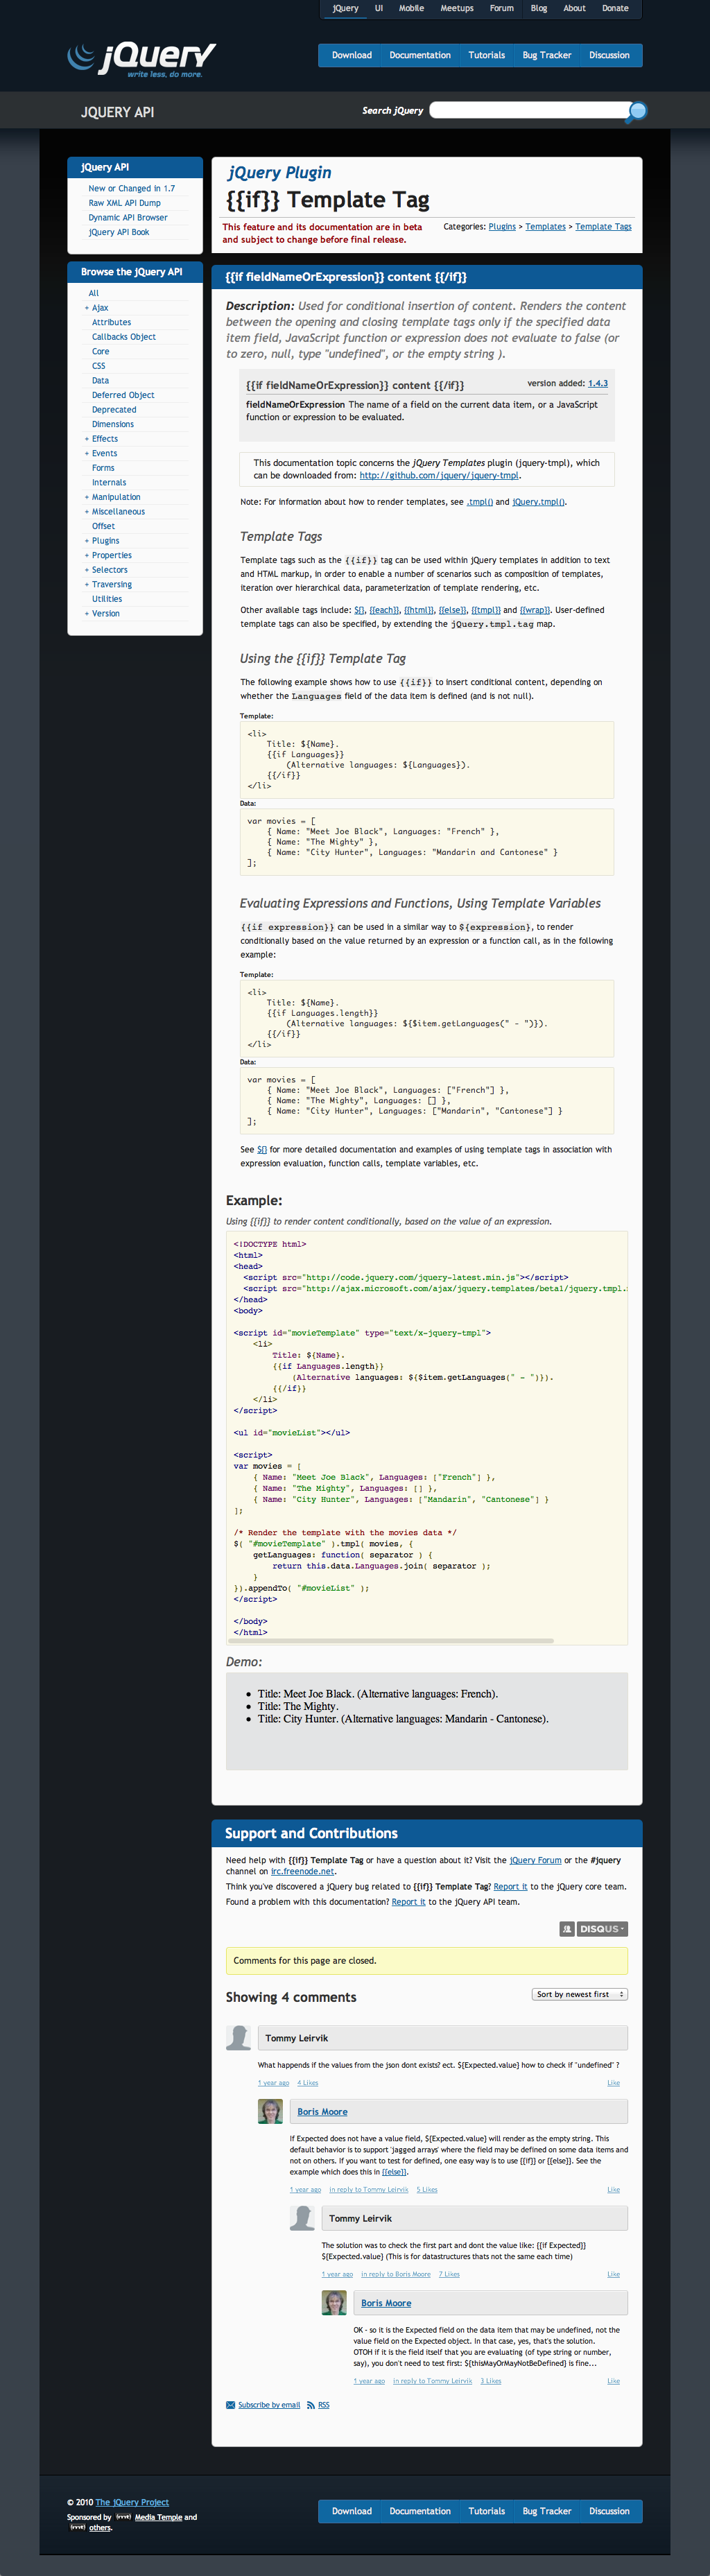 jQuery UI Mobile Meetups Forum Blog About Donate
jQuery
write less, do more.
Download Documentation Tutorials Bug Tracker Discussion
JQUERY API
Search jQuery
jQuery API
New or Changed in 1.7
Raw XML API Dump
Dynamic API Browser
jQuery API Book
Browse the jQuery API
All
+ Ajax
Attributes
Callbacks Object
Core
CSS
Data
Deferred Object
Deprecated
Dimensions
+ Effects
+ Events
Forms
Internals
+ Manipulation
+ Miscellaneous
Offset
+ Plugins
+ Properties
+ Selectors
+ Traversing
Utilities
+ Version
jQuery Plugin
{{if}} Template Tag
This feature and its documentation are in beta
and subject to change before final release.
Categories: Plugins > Templates > Template Tags
{{if fieldNameOrExpression}} content {{/if}}
Description: Used for conditional insertion of content. Renders the content
between the opening and closing template tags only if the specified data
item field, JavaScript function or expression does not evaluate to false (or
to zero, null, type "undefined", or the empty string ).
{{if fieldNameOrExpression}} content {{/if}} version added: 1.4.3
fieldNameOrExpression The name of a field on the current data item, or a JavaScript
function or expression to be evaluated.
This documentation topic concerns the jQuery Templates plugin (jquery-tmpl), which
can be downloaded from: http://github.com/jquery/jquery-tmpl.
Note: For information about how to render templates, see .tmpl() and jQuery.tmpl().
Template Tags
Template tags such as the {{if}} tag can be used within jQuery templates in addition to text
and HTML markup, in order to enable a number of scenarios such as composition of templates,
iteration over hierarchical data, parameterization of template rendering, etc.
Other available tags include: ${}, {{each}}, {{html}}, {{else}}, {{tmpl}} and {{wrap}}. User-defined
template tags can also be specified, by extending the jQuery.tmpl.tag map.
Using the {{if}} Template Tag
The following example shows how to use {{if}} to insert conditional content, depending on
whether the Languages field of the data item is defined (and is not null).
Template:
<li>
Title: ${Name}.
{{if Languages}}
(Alternative languages: ${Languages}).
{{/if}}
</li>
Data:
var movies = [
{ Name: "Meet Joe Black", Languages: "French" },
{ Name: "The Mighty" },
{ Name: "City Hunter", Languages: "Mandarin and Cantonese" }
];
Evaluating Expressions and Functions, Using Template Variables
{{if expression}} can be used in a similar way to ${expression}, to render
conditionally based on the value returned by an expression or a function call, as in the following
example:
Template:
<li>
Title: ${Name}.
{{if Languages.length}}
(Alternative languages: ${$item.getLanguages(" - ")}).
{{/if}}
</li>
Data:
var movies = [
{ Name: "Meet Joe Black", Languages: ["French"] },
{ Name: "The Mighty", Languages: [] },
{ Name: "City Hunter", Languages: ["Mandarin", "Cantonese"] }
];
See ${} for more detailed documentation and examples of using template tags in association with
expression evaluation, function calls, template variables, etc.
Example:
Using {{if}} to render content conditionally, based on the value of an expression.
<!DOCTYPE html>
<html>
<head>
<script src="http://code.jquery.com/jquery-latest.min.js"></script>
<script src="http://ajax.microsoft.com/ajax/jquery.templates/beta1/jquery.tmpl.
</head>
<body>
<script id="movieTemplate" type="text/x-jquery-tmpl">
<li>
Title: ${Name}.
{{if Languages.length}}
(Alternative languages: ${$item.getLanguages(" - ")}).
{{/if}}
</li>
</script>
<ul id="movieList"></ul>
<script>
var movies = [
{ Name: "Meet Joe Black", Languages: ["French"] },
{ Name: "The Mighty", Languages: [] },
{ Name: "City Hunter", Languages: ["Mandarin", "Cantonese"] }
];
/* Render the template with the movies data */
$( "#movieTemplate" ).tmpl( movies, {
getLanguages: function( separator ) {
return this.data.Languages.join( separator );
}
}).appendTo( "#movieList" );
</script>
</body>
</html>
Demo:
• Title: Meet Joe Black. (Alternative languages: French).
• Title: The Mighty.
• Title: City Hunter. (Alternative languages: Mandarin - Cantonese).
Support and Contributions
Need help with {{if}} Template Tag or have a question about it? Visit the jQuery Forum or the #jquery
channel on irc.freenode.net.
Think you've discovered a jQuery bug related to {{if}} Template Tag? Report it to the jQuery core team.
Found a problem with this documentation? Report it to the jQuery API team.
DISQUS
Comments for this page are closed.
Showing 4 comments
Sort by newest first
Tommy Leirvik
What happends if the values from the json dont exists? ect. ${Expected.value} how to check if "undefined" ?
1 year ago 4 Likes Like
Boris Moore
If Expected does not have a value field, ${Expected.value} will render as the empty string. This
default behavior is to support 'jagged arrays' where the field may be defined on some data items and
not on others. If you want to test for defined, one easy way is to use {{if}} or {{else}}. See the
example which does this in {{else}}.
1 year ago in reply to Tommy Leirvik 5 Likes Like
Tommy Leirvik
The solution was to check the first part and dont the value like: {{if Expected}}
${Expected.value} (This for datastructures thats not the same each time)
1 year ago in reply to Boris Moore 7 Likes Like
Boris Moore
OK - so it is the Expected field on the data item that may be undefined, not the
value field on the Expected object. In that case, yes, that's the solution.
OTOH if it is the field itself that you are evaluating (of type string or number,
say), you don't need to test first: ${thisMayOrMayNotBeDefined} is fine...
1 year ago in reply to Tommy Leirvik 3 Likes Like
Subscribe by email RSS
© 2010 The jQuery Project
Sponsored by (mt) Media Temple and
(mt) others.
Download Documentation Tutorials Bug Tracker Discussion